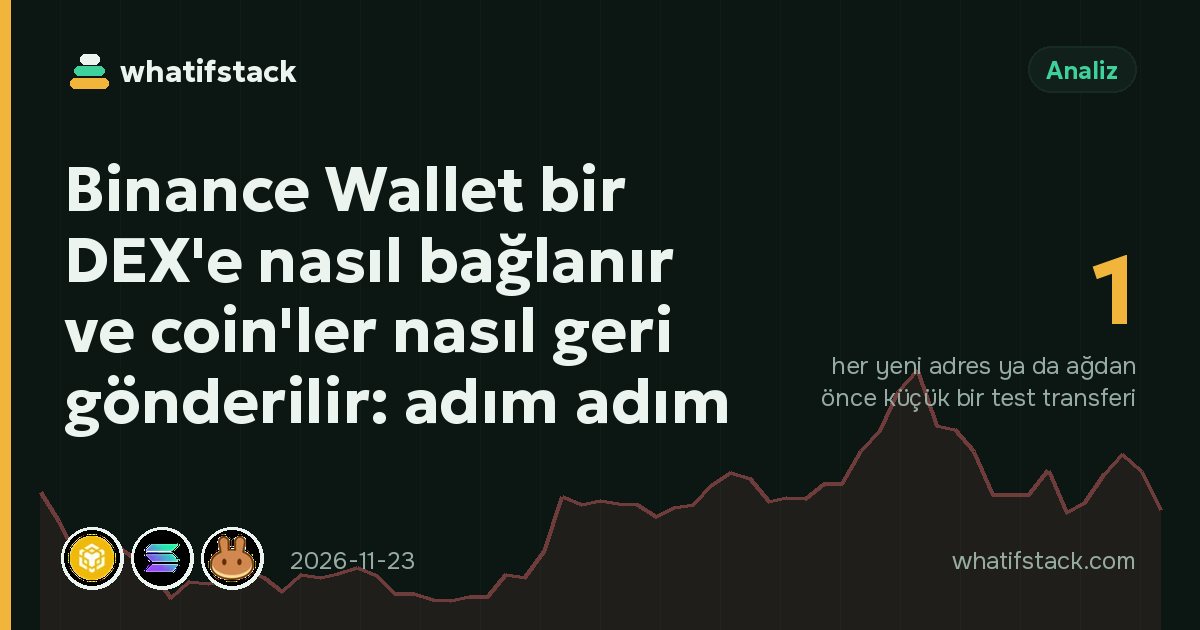 whatifstack
Analiz
Binance Wallet bir
DEX'e nasıl bağlanır
ve coin'ler nasıl geri
gönderilir: adım adım
1
her yeni adres ya da ağdan
önce küçük bir test transferi
2026-11-23
whatifstack.com